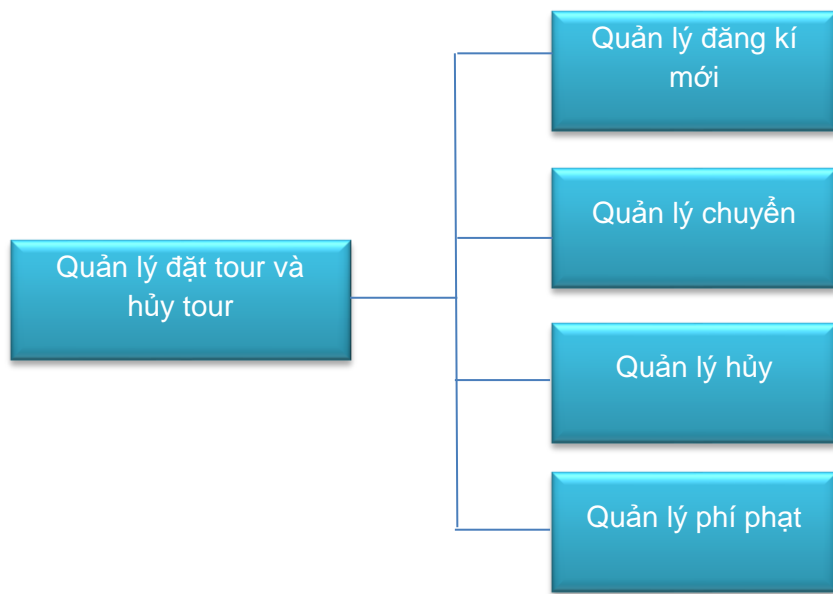 Quản lý đăng kí
mới
Quản lý chuyển
Quản lý đặt tour và
hủy tour
Quản lý hủy
Quản lý phí phạt